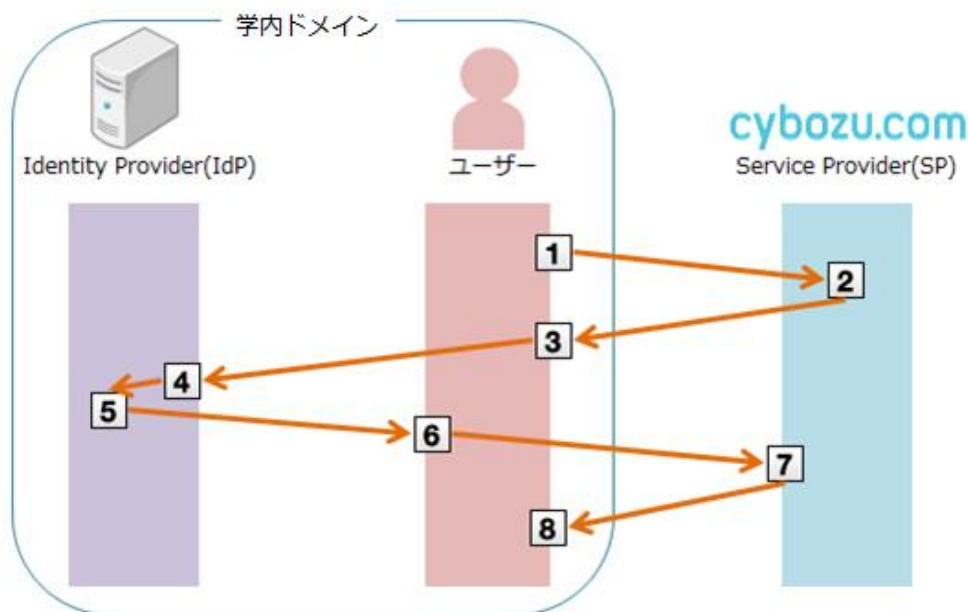 学内ドメイン
cybozu.com
Identity Provider(IdP)
ユーザー
Service Provider(SP)
1
2
3
4
5
6
7
8